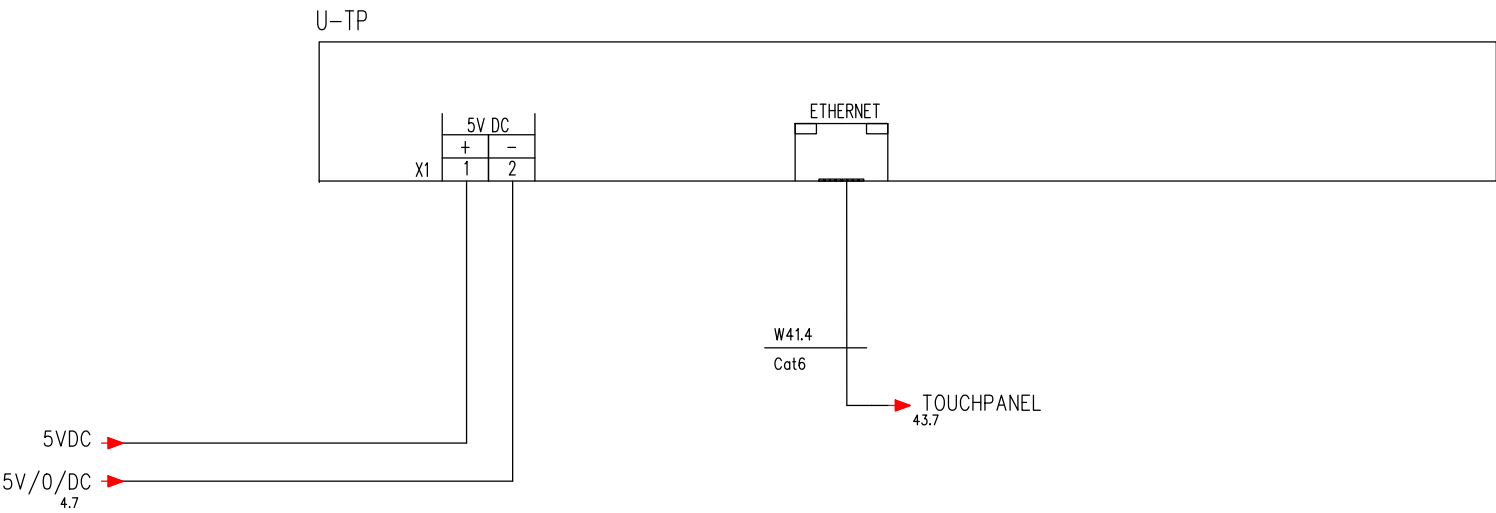 U-TP
ETHERNET
5V DC
+ -
X1 1 2
W41.4
Cat6
TOUCHPANEL
43.7
5VDC
5V/0/DC
4.7